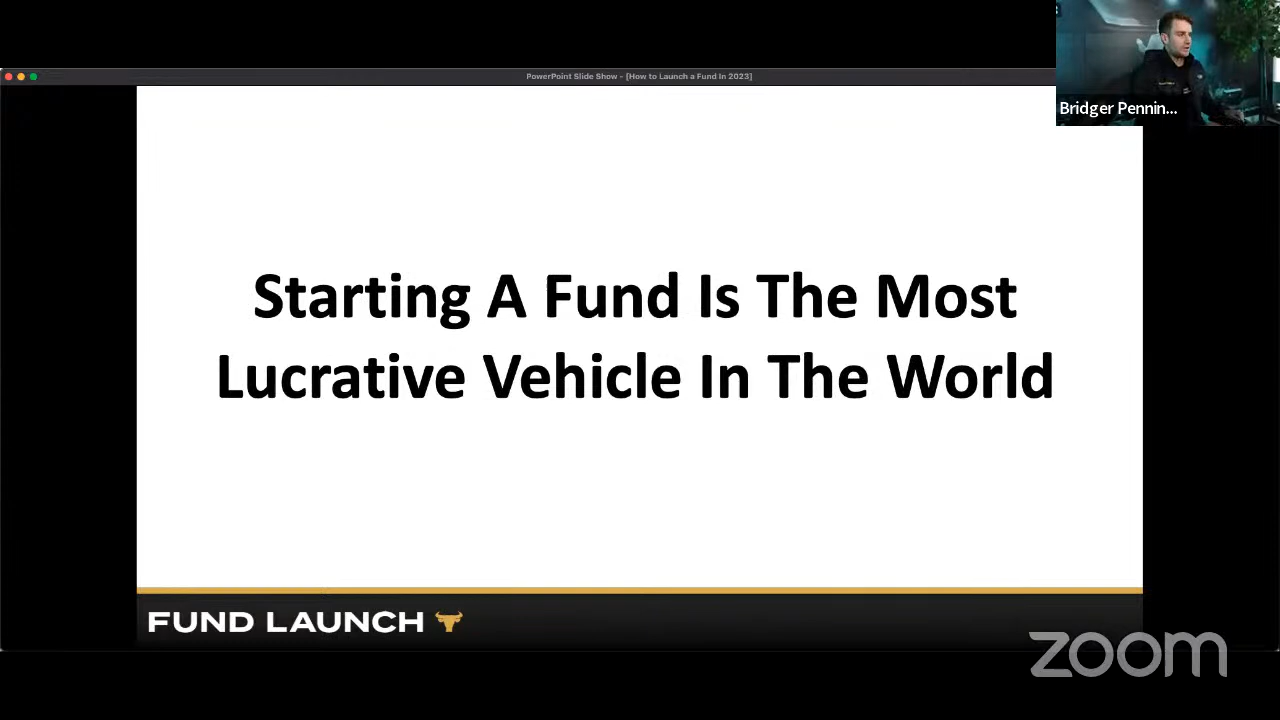 PowerPoint Slide Show - [How to Launch a Fund In 2023]
Bridger Pennin...
Starting A Fund Is The Most
Lucrative Vehicle In The World
FUND LAUNCH
zoom